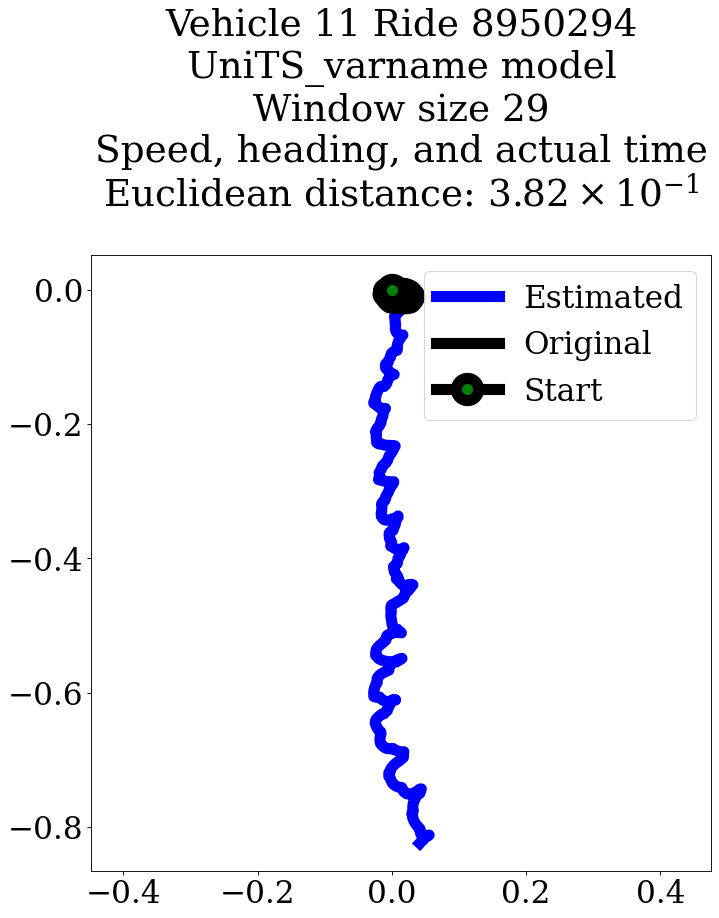 Vehicle 11 Ride 8950294
UniTS_varname model
Window size 29
Speed, heading, and actual time
Euclidean distance: 3.82 × 10⁻¹
0.0
−0.2
−0.4
−0.6
−0.8
Estimated
Original
Start
−0.4 −0.2 0.0 0.2 0.4